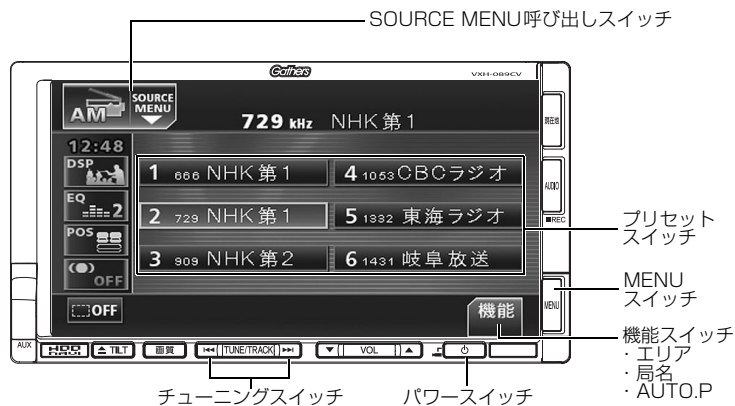 SOURCE MENU呼び出しスイッチ
Gathers
VXH-089CV
AM
SOURCE MENU
729 kHz NHK第1
現在地
12:48
DSP
1 666 NHK第1
4 1053 CBCラジオ
AUDIO
EQ
2
2 729 NHK第1
5 1332 東海ラジオ
■REC
プリセット
スイッチ
POS
3 909 NHK第2
6 1431 岐阜放送
OFF
MENU
スイッチ
OFF
機能
MENU
機能スイッチ
・エリア
・局名
・AUTO.P
AUX
HDD NAVI
▲TILT
画質
|◀◀ TUNE/TRACK ▶▶|
▼ VOL ▲
チューニングスイッチ
パワースイッチ